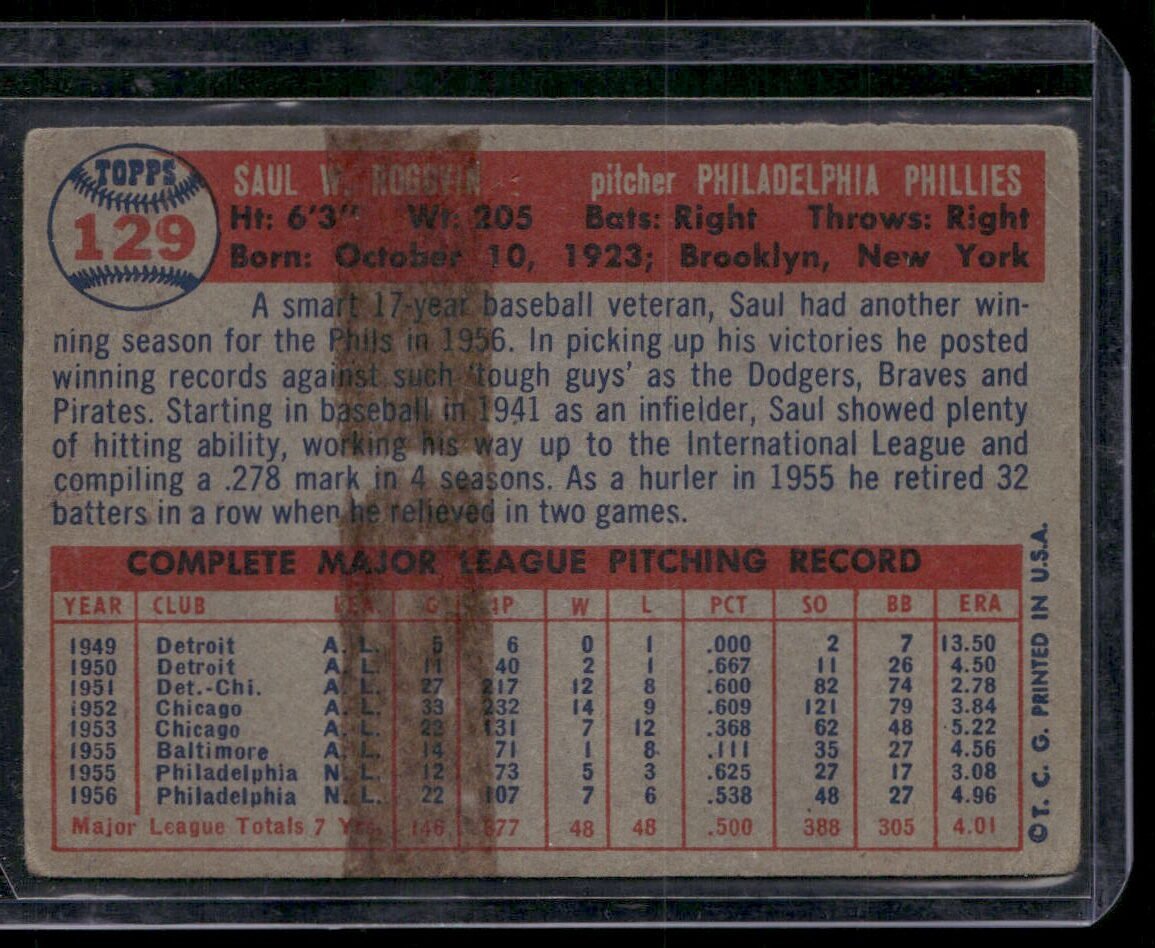 TOPPS
129
SAUL W. ROGOVIN pitcher PHILADELPHIA PHILLIES
Ht: 6'3" Wt: 205 Bats: Right Throws: Right
Born: October 10, 1923; Brooklyn, New York
A smart 17-year baseball veteran, Saul had another win-
ning season for the Phils in 1956. In picking up his victories he posted
winning records against such 'tough guys' as the Dodgers, Braves and
Pirates. Starting in baseball in 1941 as an infielder, Saul showed plenty
of hitting ability, working his way up to the International League and
compiling a .278 mark in 4 seasons. As a hurler in 1955 he retired 32
batters in a row when he relieved in two games.
COMPLETE MAJOR LEAGUE PITCHING RECORD
YEAR CLUB LEA. G IP W L PCT SO BB ERA
1949 Detroit A. L. 5 6 0 1 .000 2 7 13.50
1950 Detroit A. L. 11 40 2 1 .667 11 26 4.50
1951 Det.-Chi. A. L. 27 217 12 8 .600 82 74 2.78
1952 Chicago A. L. 33 232 14 9 .609 121 79 3.84
1953 Chicago A. L. 22 131 7 12 .368 62 48 5.22
1955 Baltimore A. L. 14 71 1 8 .111 35 27 4.56
1955 Philadelphia N. L. 12 73 5 3 .625 27 17 3.08
1956 Philadelphia N. L. 22 107 7 6 .538 48 27 4.96
Major League Totals 7 Yrs. 146 877 48 48 .500 388 305 4.01
©T. C. G. PRINTED IN U.S.A.